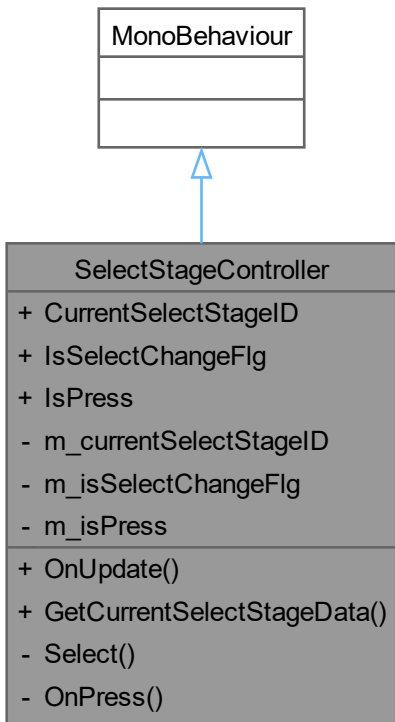 MonoBehaviour
SelectStageController
+ CurrentSelectStageID
+ IsSelectChangeFlg
+ IsPress
- m_currentSelectStageID
- m_isSelectChangeFlg
- m_isPress
+ OnUpdate()
+ GetCurrentSelectStageData()
- Select()
- OnPress()